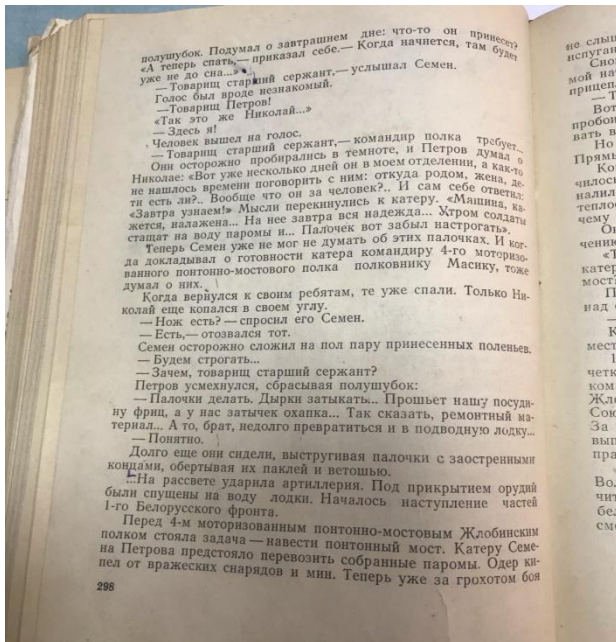 полушубок. Подумал о завтрашнем дне: что-то он принесет?
«А теперь спать,— приказал себе.— Когда начнется, там будет
уже не до сна...»
— Товарищ старший сержант,— услышал Семен.
Голос был вроде незнакомый.
— Товарищ Петров!
«Так это же Николай...»
— Здесь я!
Человек вышел на голос.
— Товарищ старший сержант,— командир полка требует...
Они осторожно пробирались в темноте, и Петров думал о
Николае: «Вот уже несколько дней он в моем отделении, а как-то
не нашлось времени поговорить с ним: откуда родом, жена, де-
ти есть ли?.. Вообще что он за человек?.. И сам себе ответил:
«Завтра узнаем!» Мысли перекинулись к катеру. «Машина, ка-
жется, налажена... На нее завтра вся надежда... Утром солдаты
стащат на воду паромы и... Палочек вот забыл настрогать».
Теперь Семен уже не мог не думать об этих палочках. И ког-
да докладывал о готовности катера командиру 4-го моторизо-
ванного понтонно-мостового полка полковнику Масику, тоже
думал о них.
Когда вернулся к своим ребятам, те уже спали. Только Ни-
колай еще копался в своем углу.
— Нож есть? — спросил его Семен.
— Есть,— отозвался тот.
Семен осторожно сложил на пол пару принесенных поленьев.
— Будем строгать...
— Зачем, товарищ старший сержант?
Петров усмехнулся, сбрасывая полушубок:
— Палочки делать. Дырки затыкать... Прошьет нашу посуди-
ну фриц, а у нас затычек охапка... Так сказать, ремонтный ма-
териал... А то, брат, недолго превратиться и в подводную лодку...
— Понятно.
Долго еще они сидели, выстругивая палочки с заостренными
концами, обертывая их паклей и ветошью.
...На рассвете ударила артиллерия. Под прикрытием орудий
были спущены на воду лодки. Началось наступление частей
1-го Белорусского фронта.
Перед 4-м моторизованным понтонно-мостовым Жлобинским
полком стояла задача — навести понтонный мост. Катеру Семе-
на Петрова предстояло перевозить собранные паромы. Одер ки-
пел от вражеских снарядов и мин. Теперь уже за грохотом боя
298